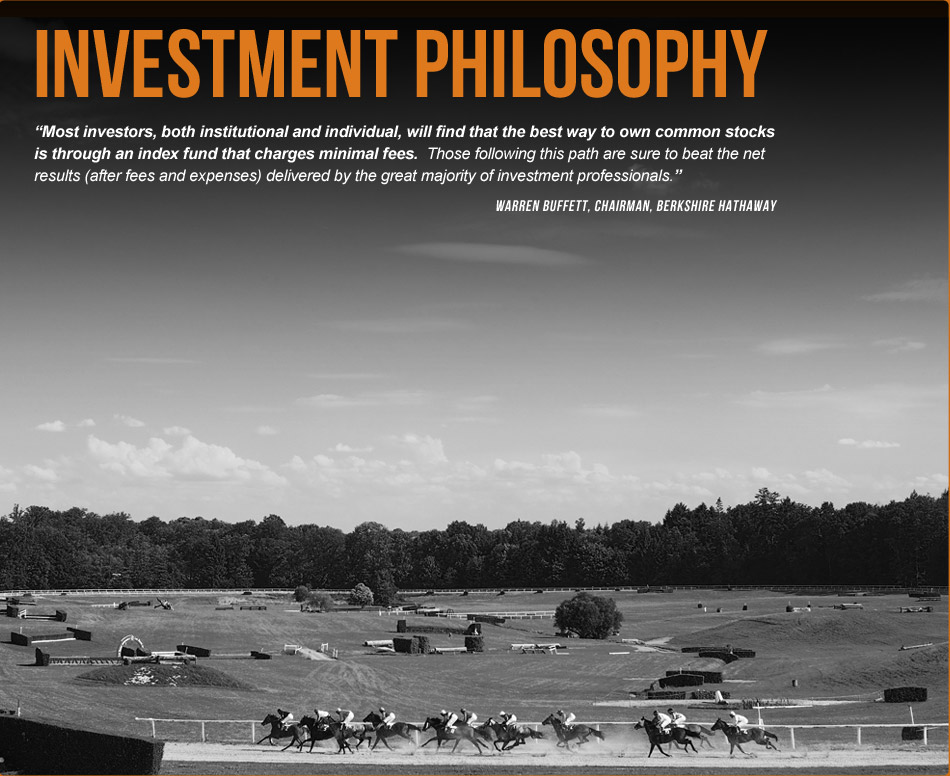 INVESTMENT PHILOSOPHY
“Most investors, both institutional and individual, will find that the best way to own common stocks
is through an index fund that charges minimal fees. Those following this path are sure to beat the net
results (after fees and expenses) delivered by the great majority of investment professionals.”
WARREN BUFFETT, CHAIRMAN, BERKSHIRE HATHAWAY